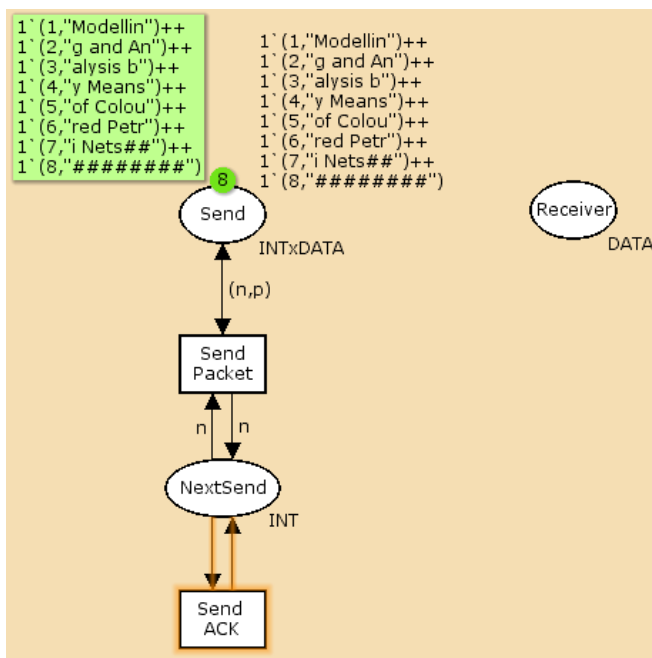 1`(1,"Modellin")++
1`(2,"g and An")++
1`(3,"alysis b")++
1`(4,"y Means")++
1`(5,"of Colou")++
1`(6,"red Petr")++
1`(7,"i Nets##")++
1`(8,"########")
1`(1,"Modellin")++
1`(2,"g and An")++
1`(3,"alysis b")++
1`(4,"y Means")++
1`(5,"of Colou")++
1`(6,"red Petr")++
1`(7,"i Nets##")++
1`(8,"########")
8
Send
INTxDATA
Receiver
DATA
(n,p)
Send
Packet
n
n
NextSend
INT
Send
ACK